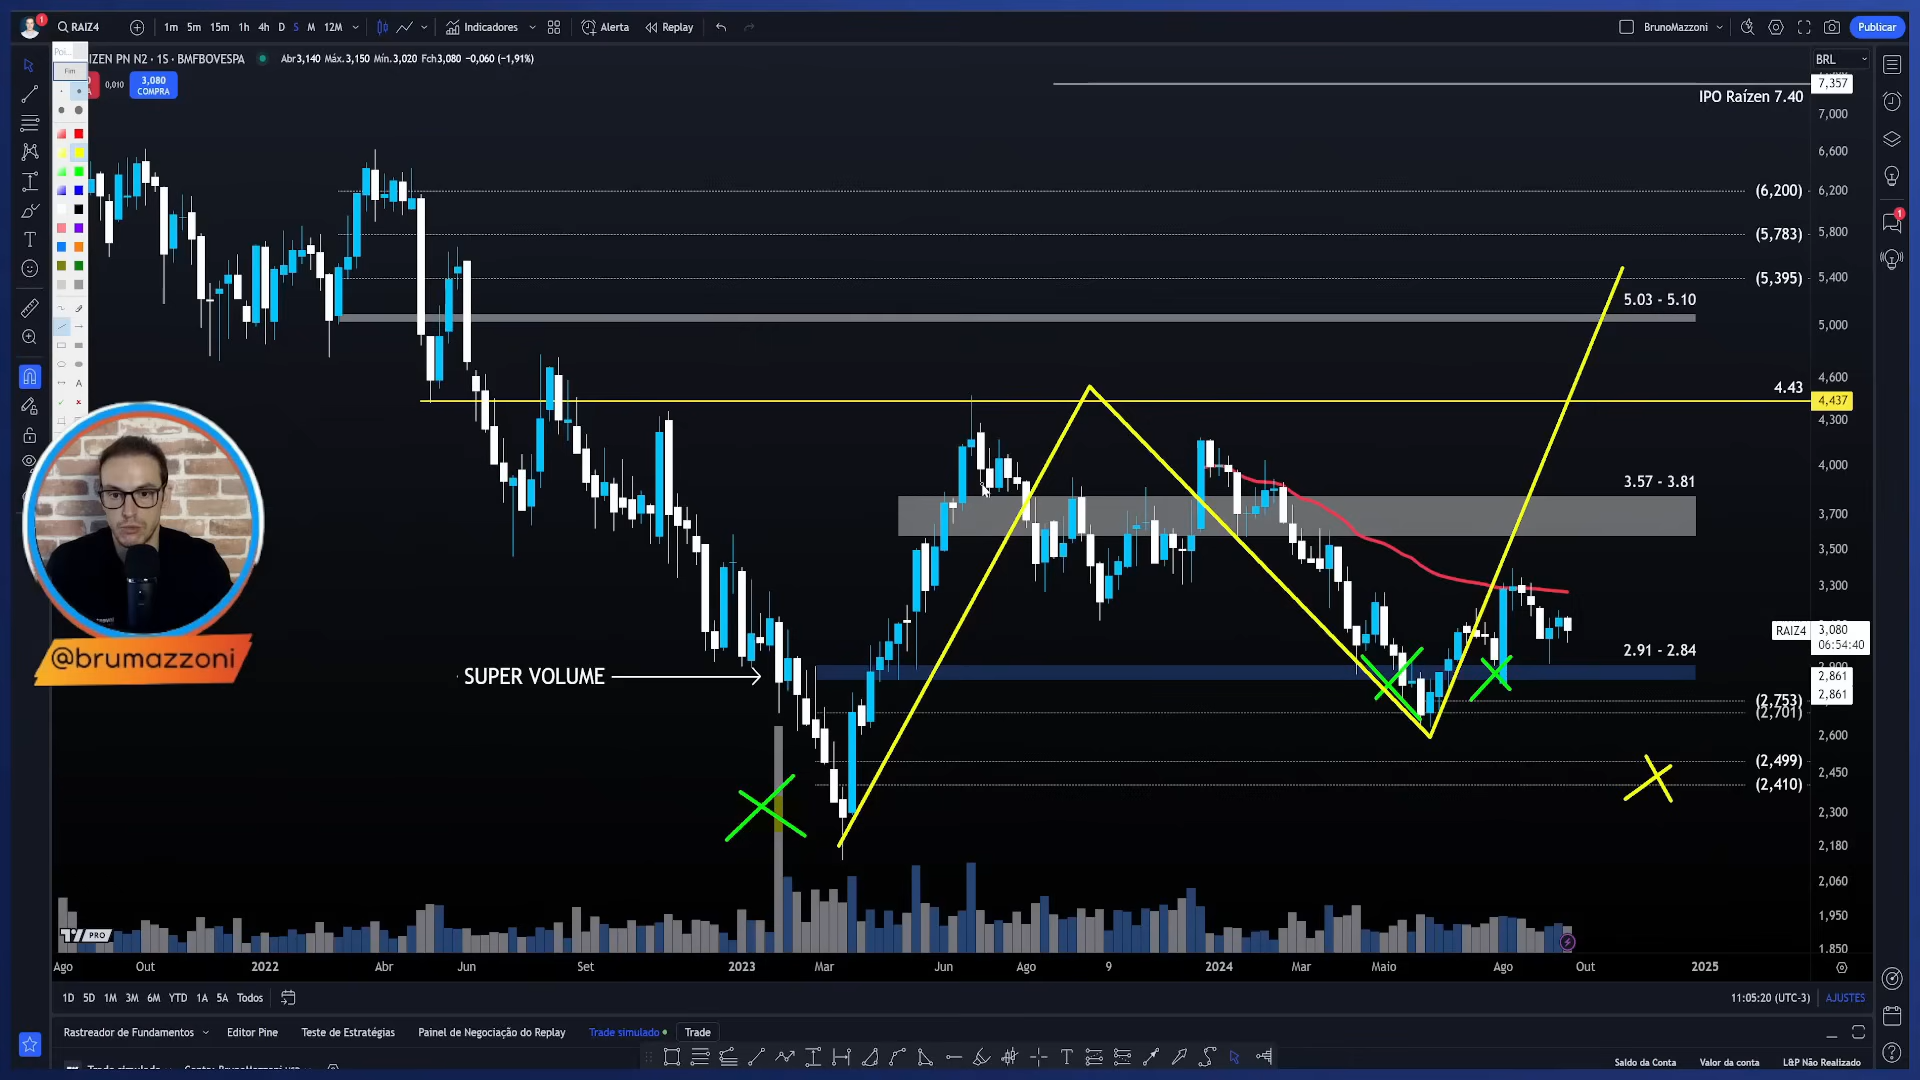 RAIZ4 1m 5m 15m 1h 4h D S M 12M Indicadores Alerta Replay BrunoMazzoni Publicar
1
Poi...
IZEN PN N2 · 1S · BMFBOVESPA Abr3,140 Máx.3,150 Mín.3,020 Fch3,080 −0,060 (−1,91%)
BRL
Fim
0,010
3,080
COMPRA
7,357
IPO Raízen 7.40
7,000
6,600
(6,200) 6,200
1
(5,783) 5,800
(5,395) 5,400
5.03 - 5.10
5,000
4,600
4.43
4,437
4,300
4,000
3.57 - 3.81
3,700
3,500
3,300
RAIZ4 3,080
06:54:40
2.91 - 2.84
@brumazzoni
SUPER VOLUME
2,861
2,861
(2,753)
(2,701)
2,600
(2,499)
2,450
(2,410)
2,300
2,180
2,060
1,950
1,850
PRO
Ago Out 2022 Abr Jun Set 2023 Mar Jun Ago 9 2024 Mar Maio Ago Out 2025
1D 5D 1M 3M 6M YTD 1A 5A Todos 11:05:20 (UTC-3) AJUSTES
Rastreador de Fundamentos Editor Pine Teste de Estratégias Painel de Negociação do Replay Trade simulado Trade
Saldo da Conta Valor da conta L&P Não Realizado